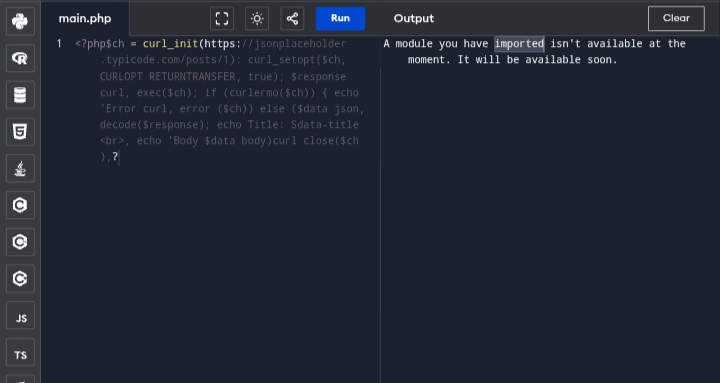 main.php
Run
Output
Clear
1 <?php$ch = curl_init(https://jsonplaceholder
.typicode.com/posts/1): curl_setopt($ch,
CURLOPT RETURNTRANSFER, true); $response
curl, exec($ch); if (curlermo($ch)) { echo
'Error curl, error ($ch)) else ($data json,
decode($response); echo Title: Sdata-title
<br>, echo 'Body $data body)curl close($ch
),?
A module you have imported isn't available at the
moment. It will be available soon.
JS
TS